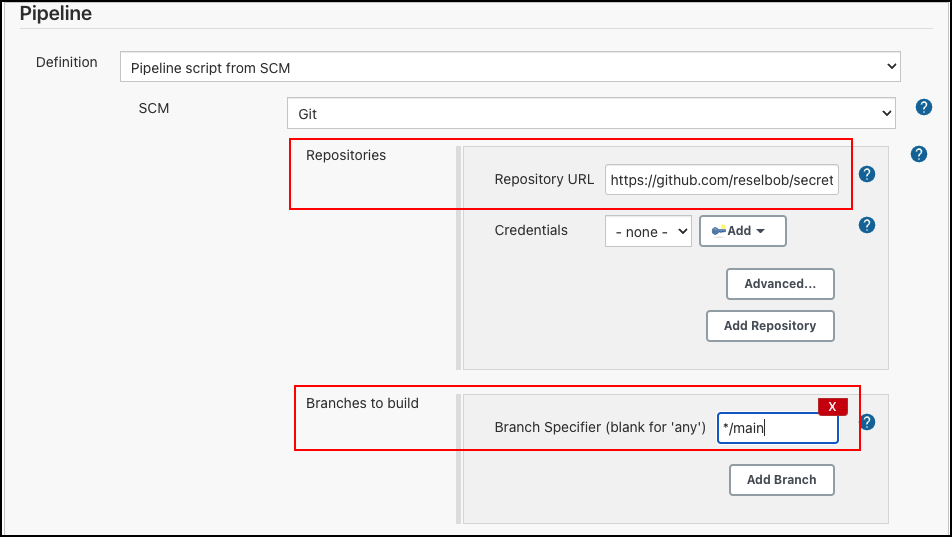 Pipeline
Definition
Pipeline script from SCM
SCM
Git
?
Repositories
?
Repository URL
https://github.com/reselbob/secret
?
Credentials
- none -
Add
?
Advanced...
Add Repository
Branches to build
X
Branch Specifier (blank for 'any')
*/main
?
Add Branch